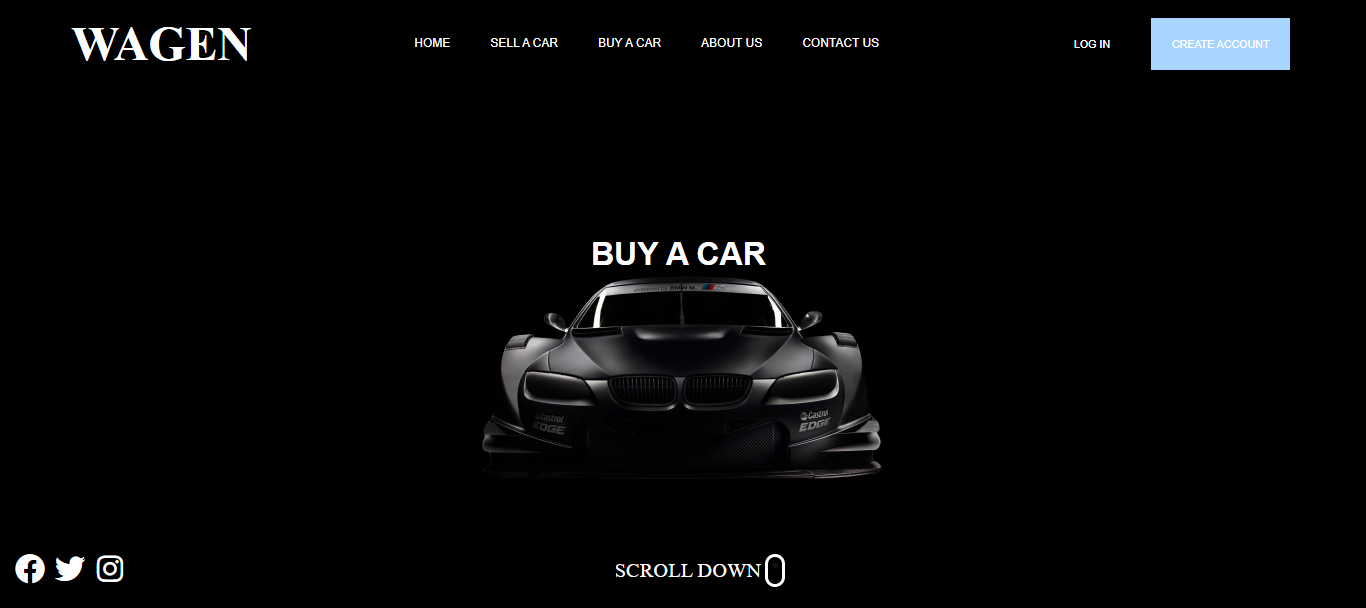 WAGEN
HOME
SELL A CAR
BUY A CAR
ABOUT US
CONTACT US
LOG IN
CREATE ACCOUNT
BUY A CAR
powered by BMW M.
Castrol
EDGE
Castrol
EDGE
SCROLL DOWN